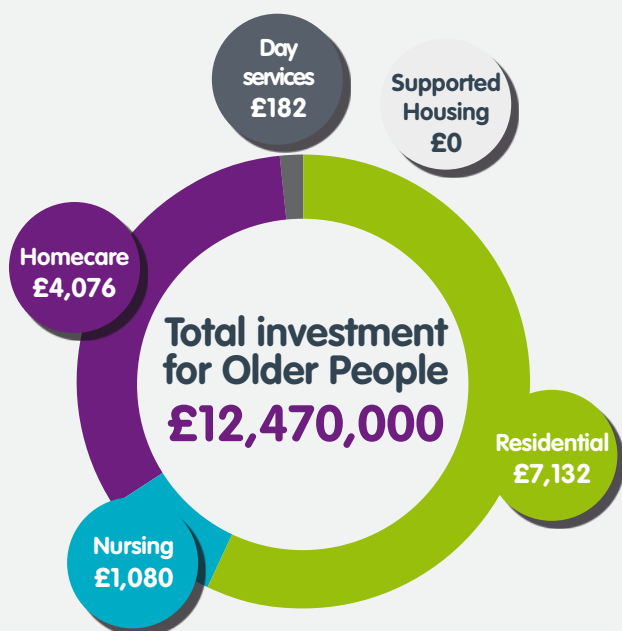 Day
services
£182
Supported
Housing
£0
Homecare
£4,076
Total investment
for Older People
£12,470,000
Residential
£7,132
Nursing
£1,080